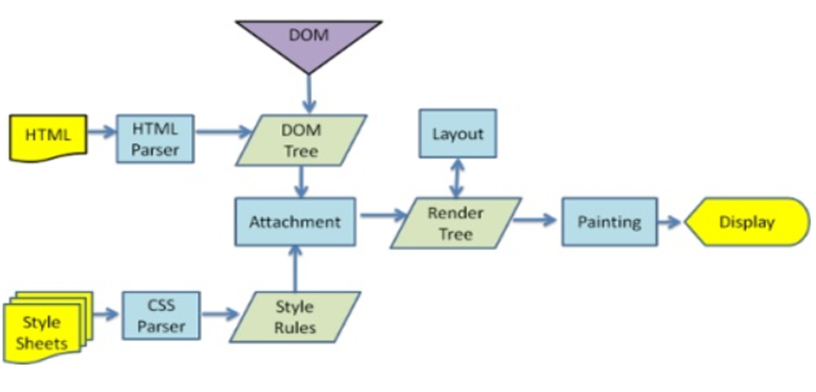 DOM
HTML
HTML
Parser
DOM
Tree
Layout
Attachment
Render
Tree
Painting
Display
Style
Sheets
CSS
Parser
Style
Rules